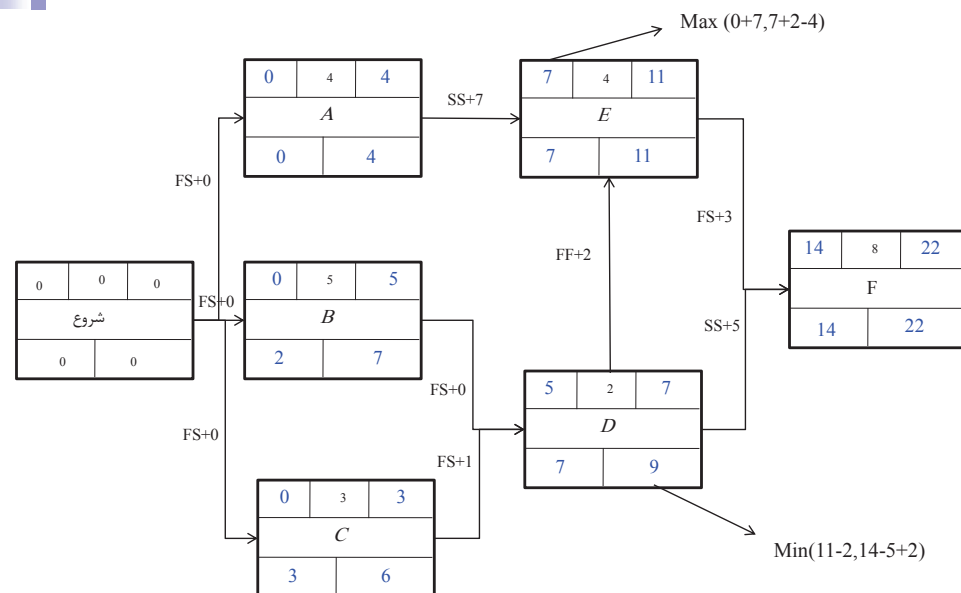 Max (0+7,7+2-4)
0 4 4
A
0 4
SS+7
7 4 11
E
7 11
FS+0
FS+3
FF+2
0 0 0
شروع
0 0
FS+0
0 5 5
B
2 7
14 8 22
F
14 22
SS+5
FS+0
5 2 7
D
7 9
FS+0
FS+1
0 3 3
C
3 6
Min(11-2,14-5+2)